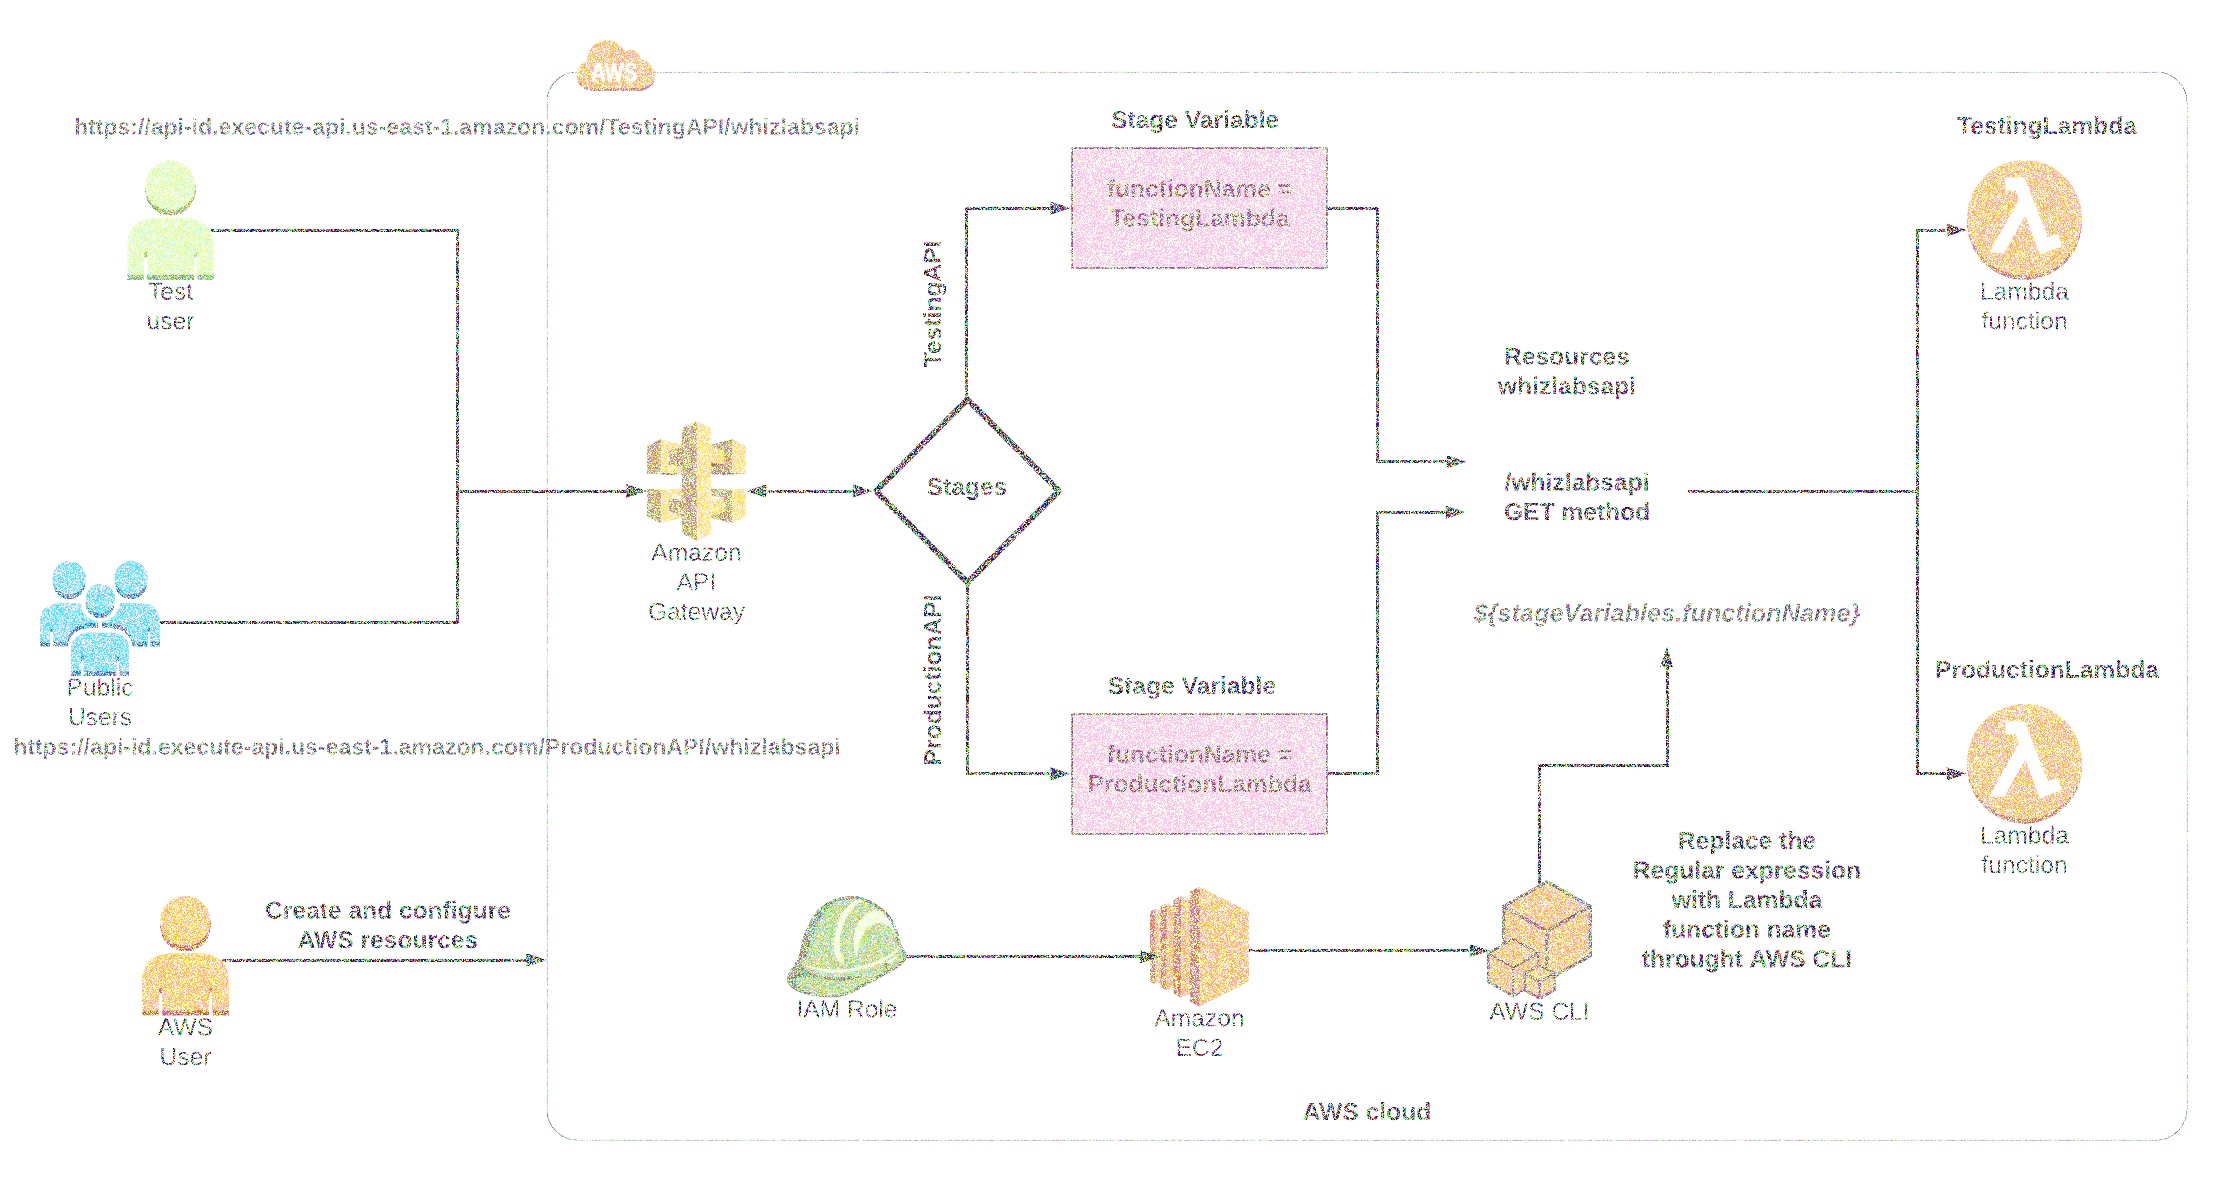 AWS
https://api-id.execute-api.us-east-1.amazon.com/TestingAPI/whizlabsapi
Stage Variable
TestingLambda
functionName =
TestingLambda
Test
user
TestingAPI
Lambda
function
Resources
whizlabsapi
Stages
/whizlabsapi
GET method
Amazon
API
Gateway
${stageVariables.functionName}
ProductionAPI
Public
Users
Stage Variable
ProductionLambda
https://api-id.execute-api.us-east-1.amazon.com/ProductionAPI/whizlabsapi
functionName =
ProductionLambda
Lambda
function
Replace the
Regular expression
with Lambda
function name
throught AWS CLI
Create and configure
AWS resources
AWS
User
IAM Role
Amazon
EC2
AWS CLI
AWS cloud